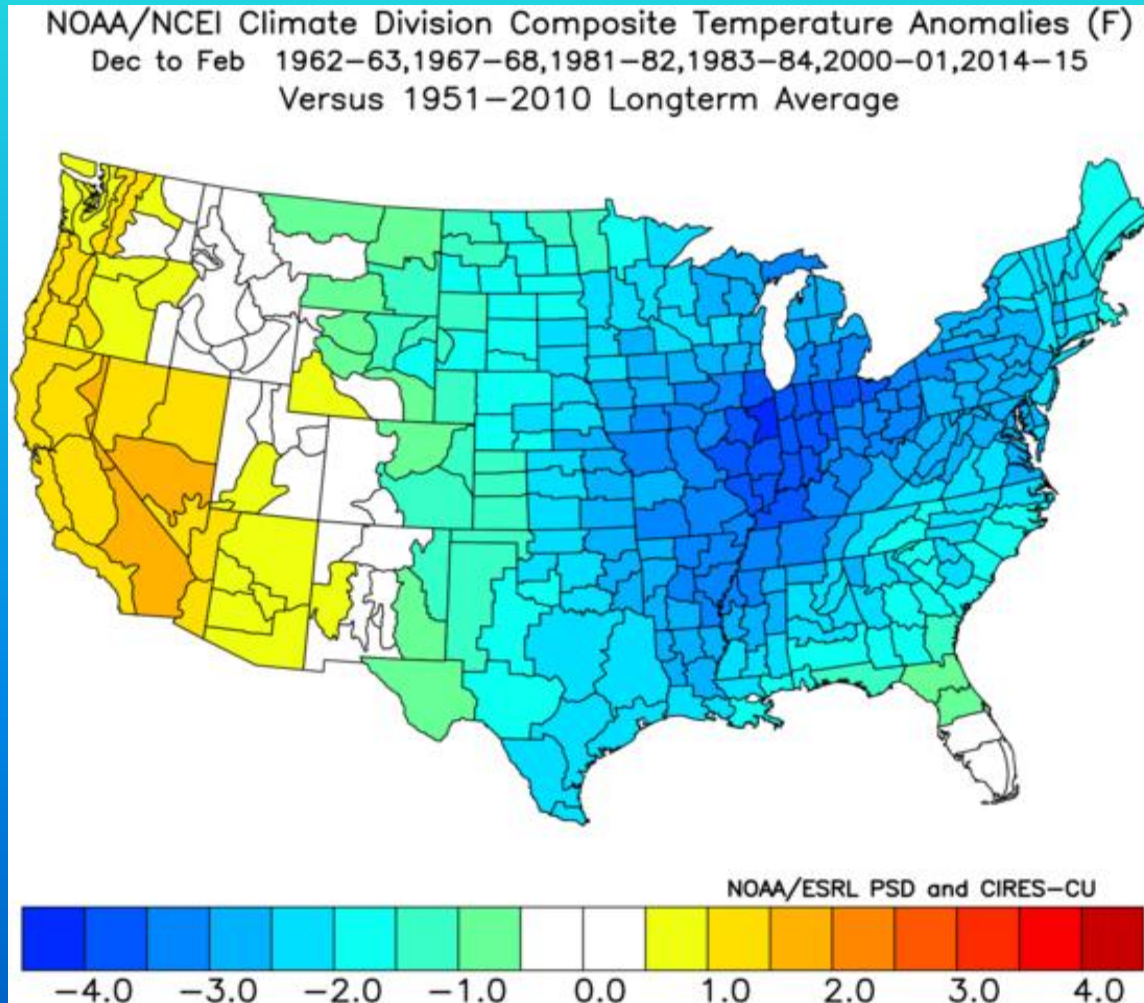 NOAA/NCEI Climate Division Composite Temperature Anomalies (F)
Dec to Feb 1962-63,1967-68,1981-82,1983-84,2000-01,2014-15
Versus 1951-2010 Longterm Average
NOAA/ESRL PSD and CIRES-CU
-4.0 -3.0 -2.0 -1.0 0.0 1.0 2.0 3.0 4.0